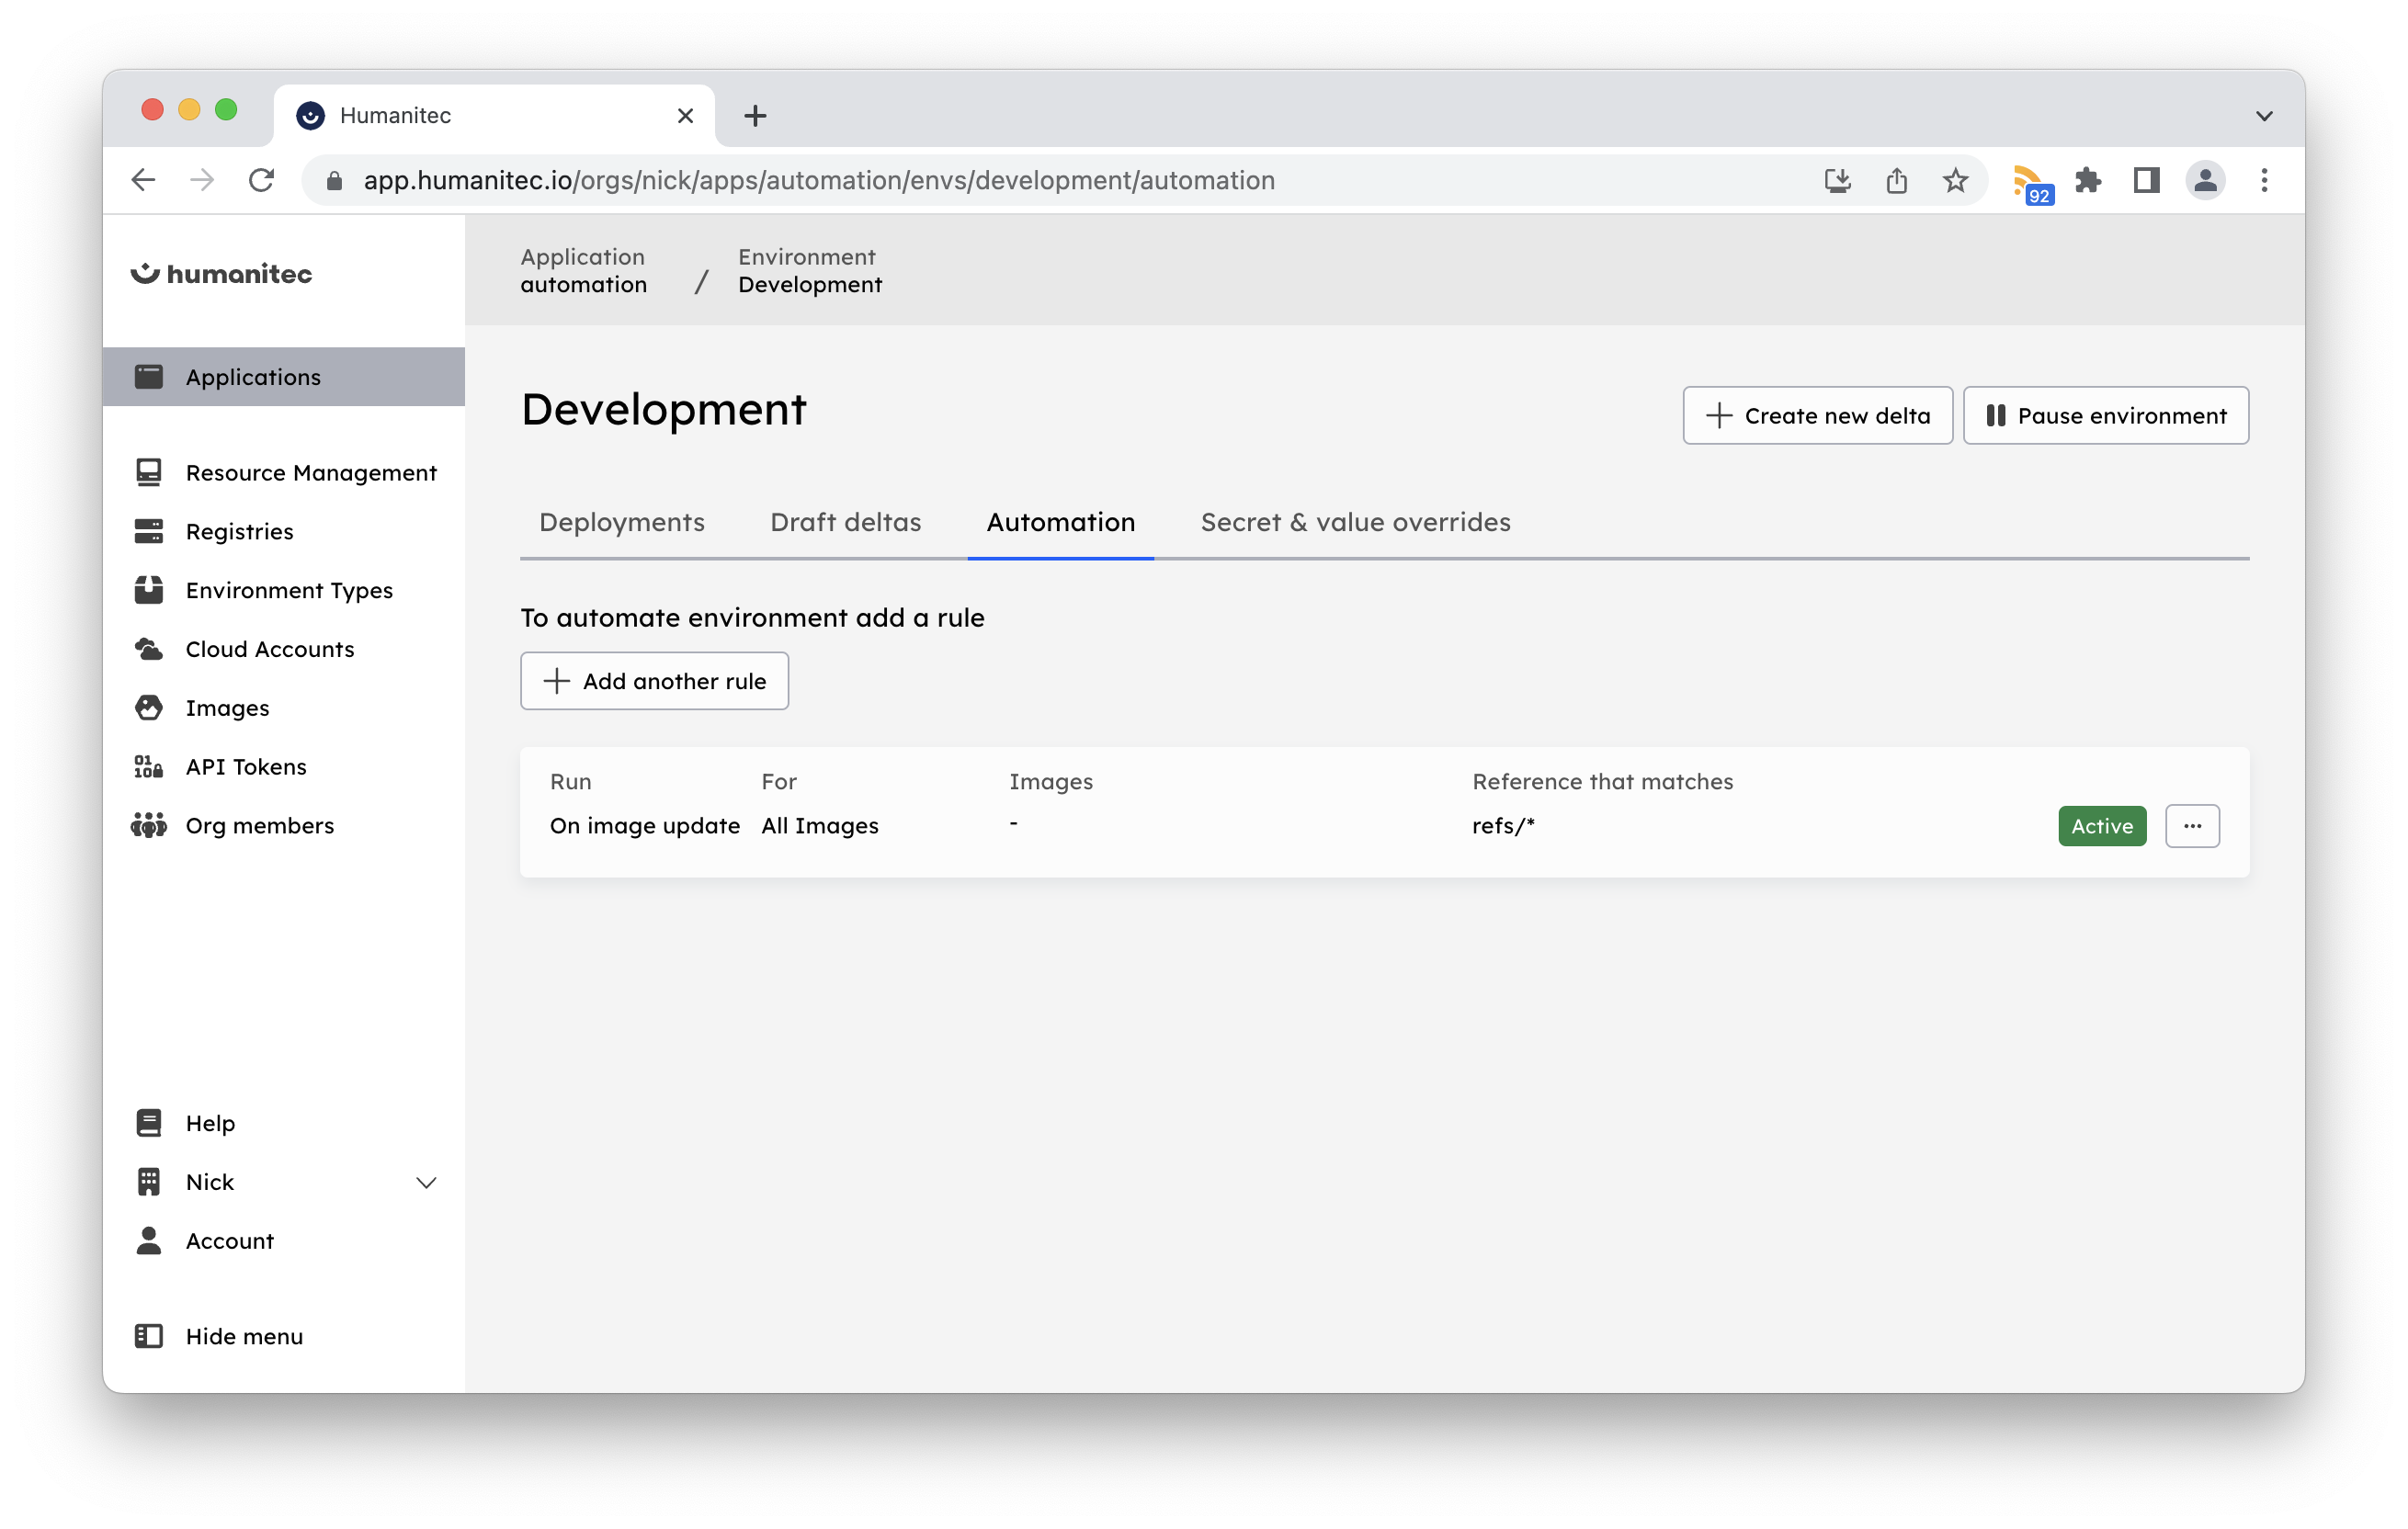 Humanitec
app.humanitec.io/orgs/nick/apps/automation/envs/development/automation
92
humanitec
Applications
Resource Management
Registries
Environment Types
Cloud Accounts
Images
API Tokens
Org members
Help
Nick
Account
Hide menu
Application
automation
/
Environment
Development
Development
Create new delta
Pause environment
Deployments
Draft deltas
Automation
Secret & value overrides
To automate environment add a rule
Add another rule
Run
For
Images
Reference that matches
On image update
All Images
-
refs/*
Active